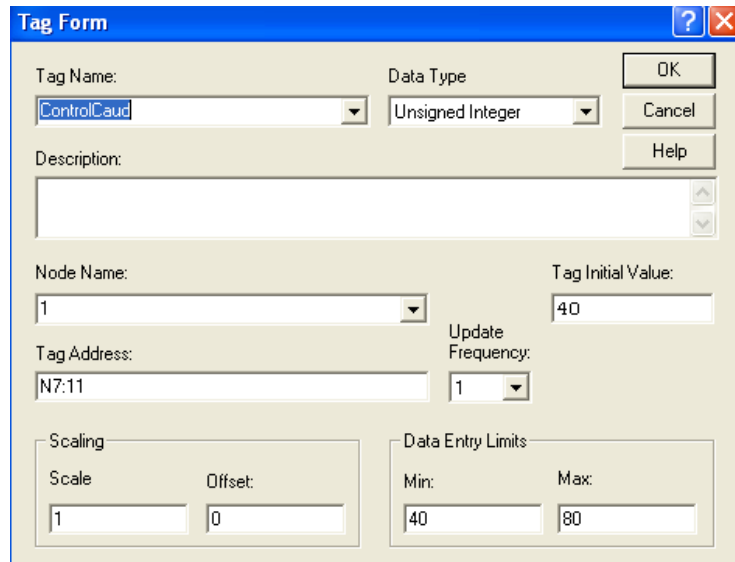 Tag Form
Tag Name:
Data Type
OK
ControlCaud
Unsigned Integer
Cancel
Help
Description:
Node Name:
Tag Initial Value:
1
40
Update
Frequency:
Tag Address:
N7:11
1
Scaling
Data Entry Limits
Scale
Offset:
Min:
Max:
1
0
40
80